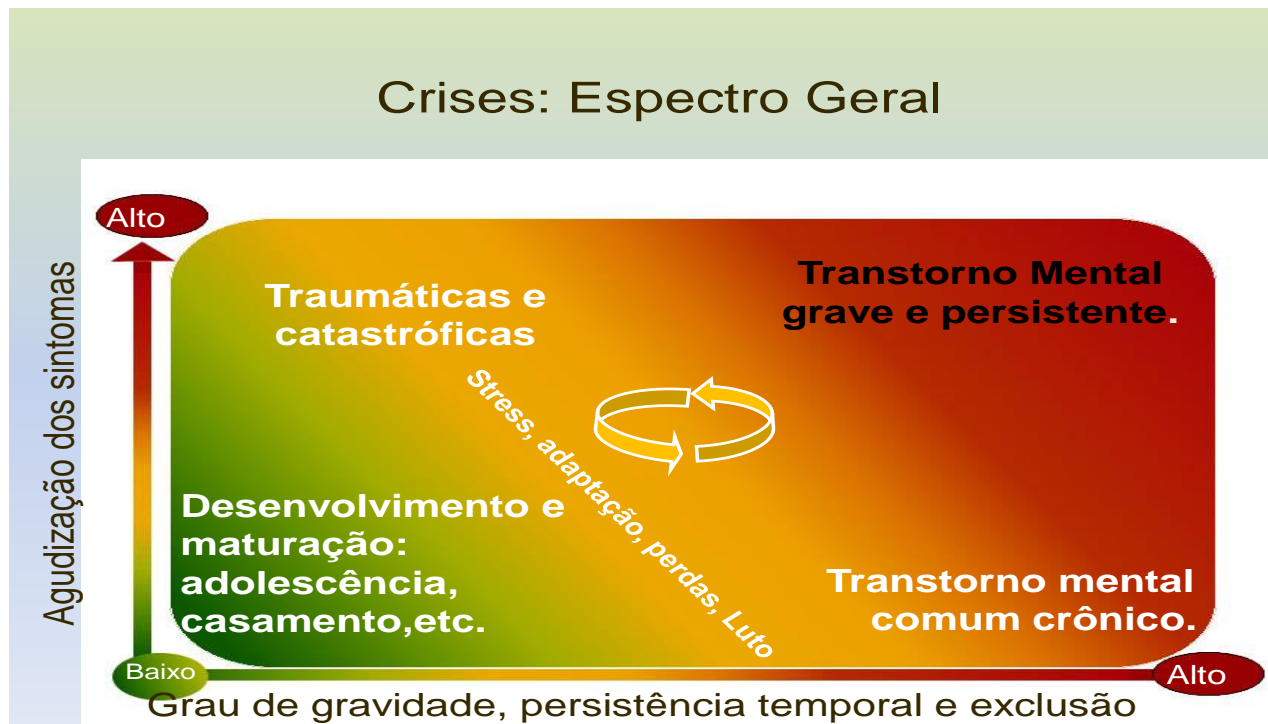 Crises: Espectro Geral
Alto
Agudização dos sintomas
Traumáticas e
catastróficas
Transtorno Mental
grave e persistente.
Stress, adaptação, perdas, Luto
Desenvolvimento e
maturação:
adolescência,
casamento,etc.
Transtorno mental
comum crônico.
Baixo
Alto
Grau de gravidade, persistência temporal e exclusão